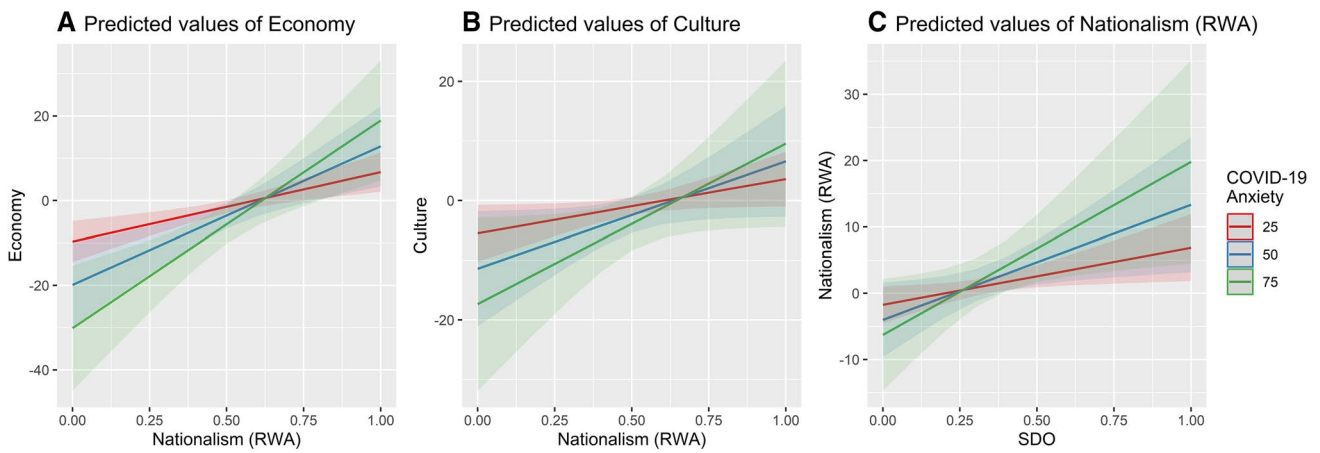 A Predicted values of Economy
Economy
20
0
-20
-40
0.00 0.25 0.50 0.75 1.00
Nationalism (RWA)
B Predicted values of Culture
Culture
20
0
-20
0.00 0.25 0.50 0.75 1.00
Nationalism (RWA)
C Predicted values of Nationalism (RWA)
Nationalism (RWA)
30
20
10
0
-10
0.00 0.25 0.50 0.75 1.00
SDO
COVID-19
Anxiety
25
50
75